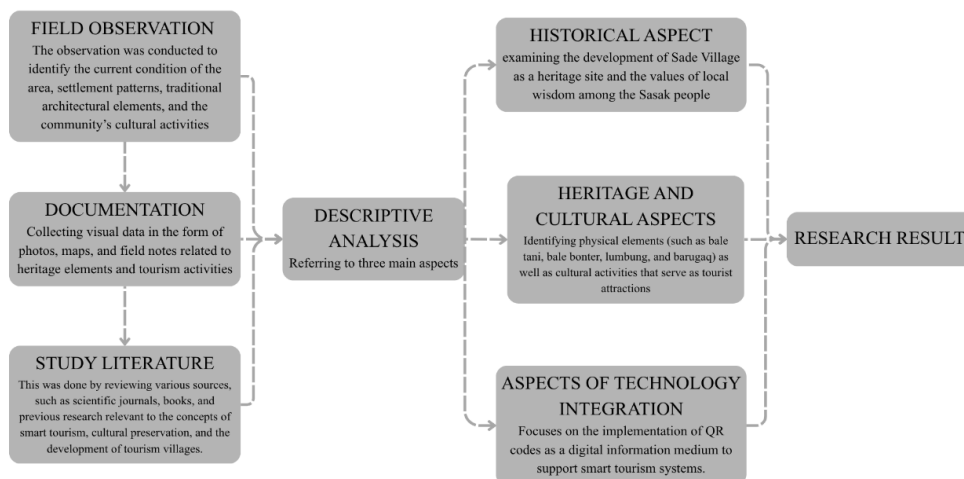 FIELD OBSERVATION
The observation was conducted to
identify the current condition of the
area, settlement patterns, traditional
architectural elements, and the
community's cultural activities
DOCUMENTATION
Collecting visual data in the form of
photos, maps, and field notes related to
heritage elements and tourism activities
STUDY LITERATURE
This was done by reviewing various sources,
such as scientific journals, books, and
previous research relevant to the concepts of
smart tourism, cultural preservation, and the
development of tourism villages.
DESCRIPTIVE
ANALYSIS
Referring to three main aspects
HISTORICAL ASPECT
examining the development of Sade Village
as a heritage site and the values of local
wisdom among the Sasak people
HERITAGE AND
CULTURAL ASPECTS
Identifying physical elements (such as bale
tani, bale bonter, lumbung, and barugaq) as
well as cultural activities that serve as tourist
attractions
ASPECTS OF TECHNOLOGY
INTEGRATION
Focuses on the implementation of QR
codes as a digital information medium to
support smart tourism systems.
RESEARCH RESULT